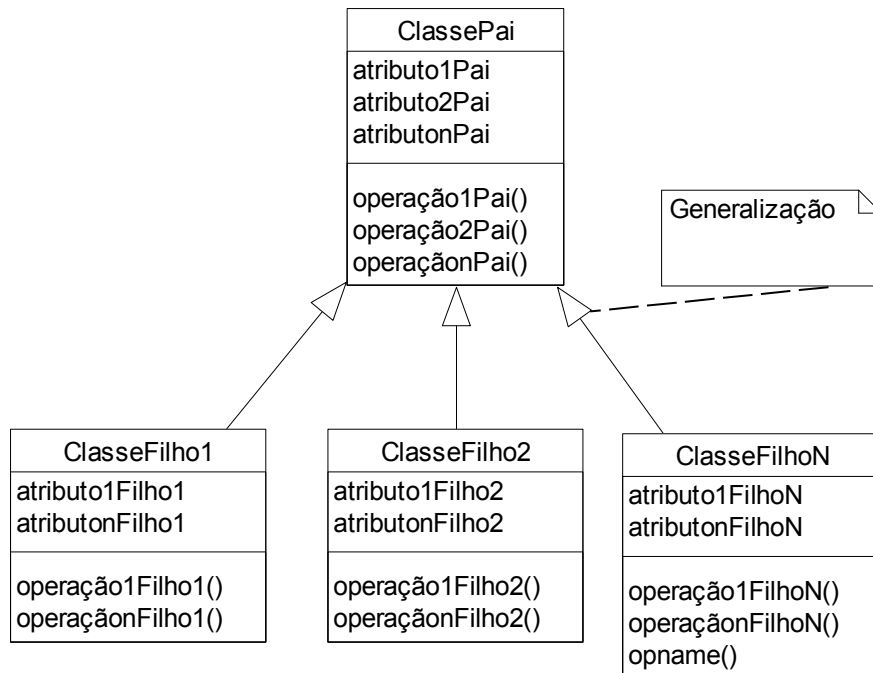 ClassePai
atributo1Pai
atributo2Pai
atributonPai
operação1Pai()
operação2Pai()
operaçãonPai()
Generalização
ClasseFilho1
atributo1Filho1
atributonFilho1
operação1Filho1()
operaçãonFilho1()
ClasseFilho2
atributo1Filho2
atributonFilho2
operação1Filho2()
operaçãonFilho2()
ClasseFilhoN
atributo1FilhoN
atributonFilhoN
operação1FilhoN()
operaçãonFilhoN()
opname()